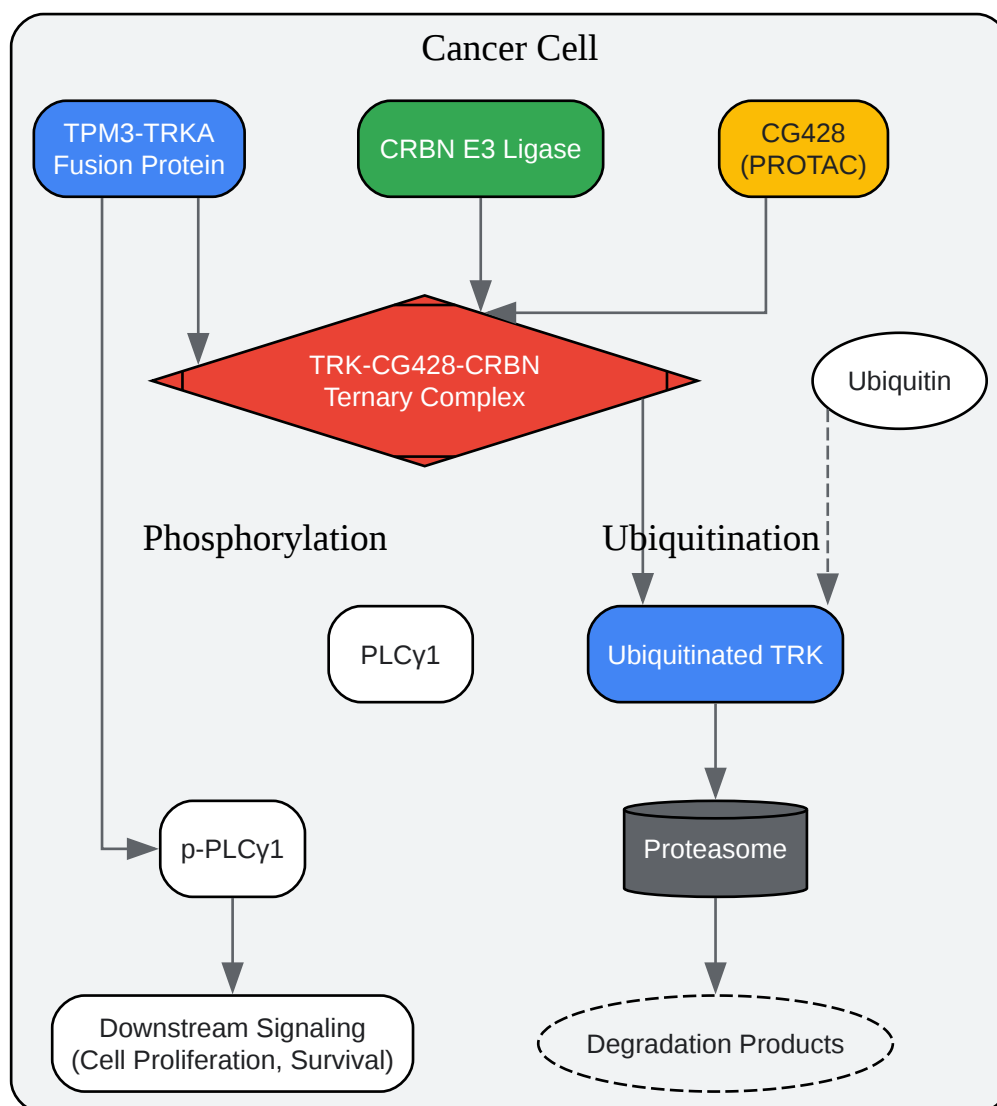 Cancer Cell
TPM3-TRKA
Fusion Protein
CRBN E3 Ligase
CG428
(PROTAC)
TRK-CG428-CRBN
Ternary Complex
Ubiquitin
Phosphorylation
Ubiquitination
PLCγ1
Ubiquitinated TRK
p-PLCγ1
Proteasome
Downstream Signaling
(Cell Proliferation, Survival)
Degradation Products